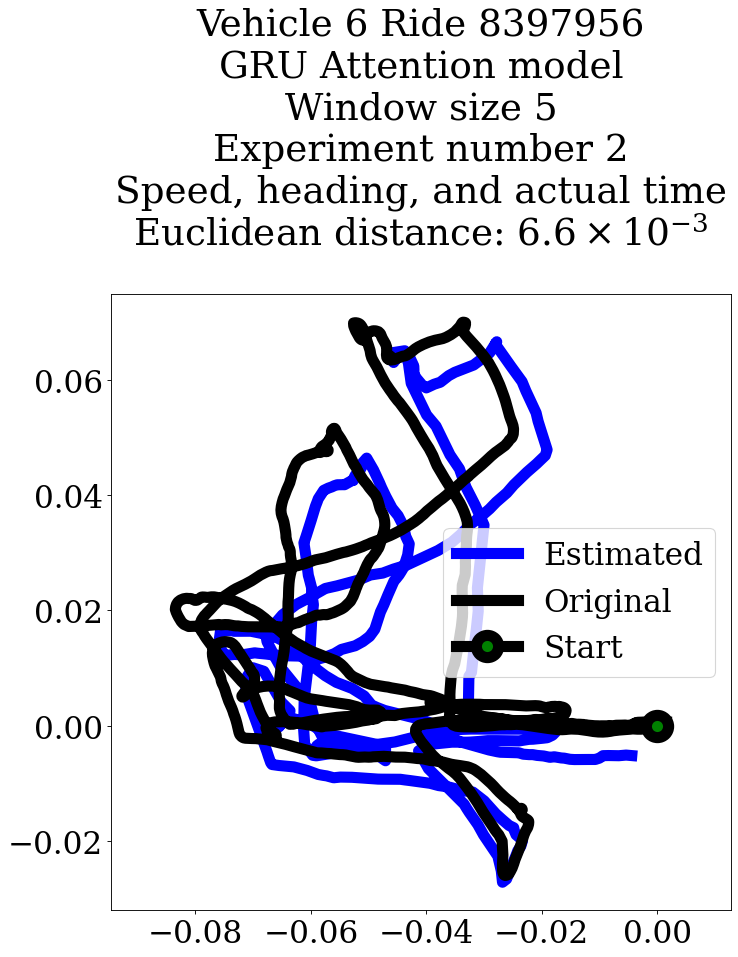 Vehicle 6 Ride 8397956
GRU Attention model
Window size 5
Experiment number 2
Speed, heading, and actual time
Euclidean distance: 6.6 × 10⁻³
0.06
0.04
0.02
0.00
−0.02
Estimated
Original
Start
−0.08 −0.06 −0.04 −0.02 0.00